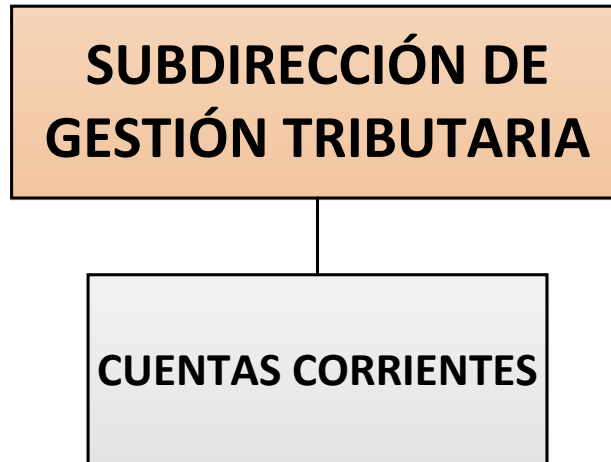 SUBDIRECCIÓN DE
GESTIÓN TRIBUTARIA
CUENTAS CORRIENTES